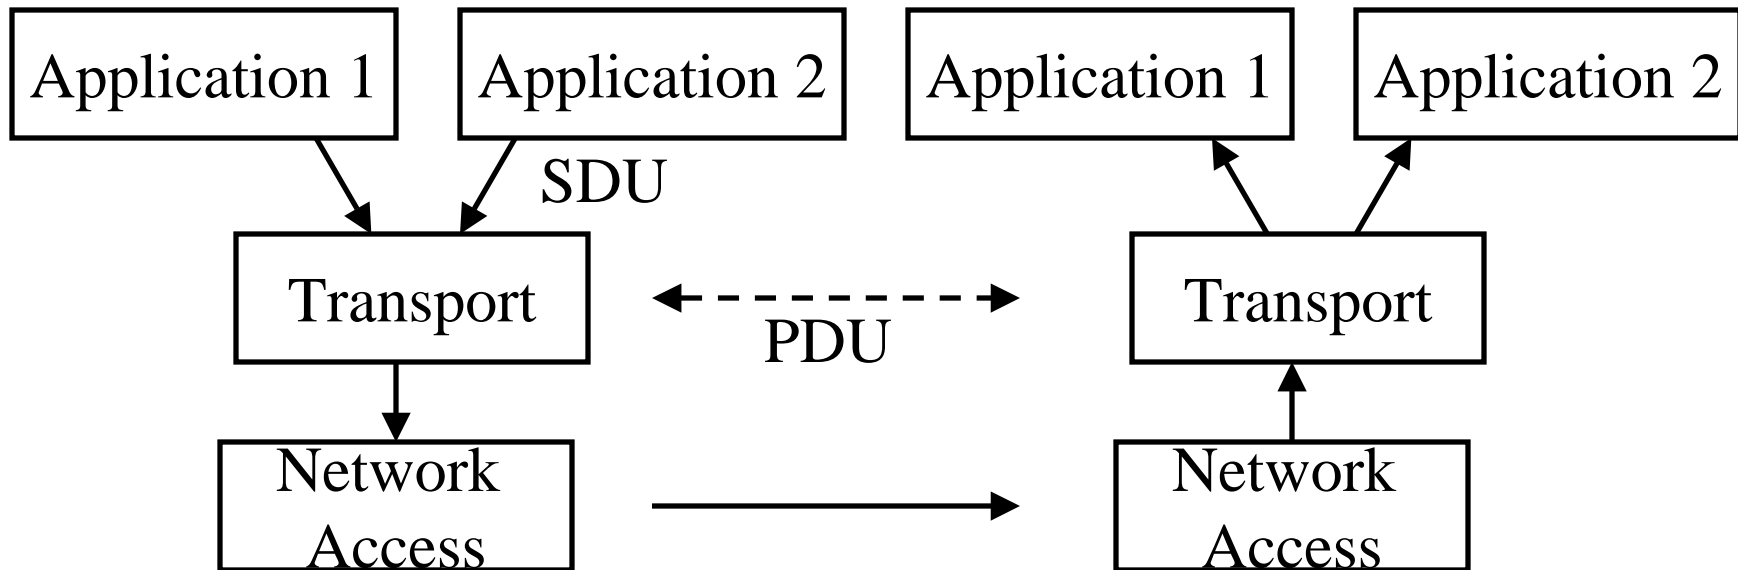 Application 1
Application 2
Application 1
Application 2
SDU
Transport
Transport
PDU
Network
Access
Network
Access